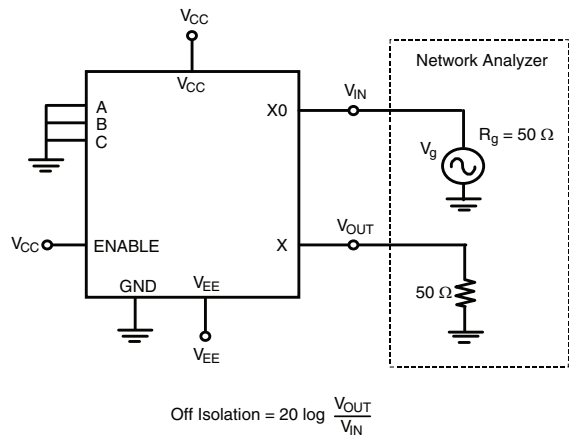 VCC
Network Analyzer
VCC
A
B
C
X0
VIN
Vg
Rg = 50 Ω
VCC
ENABLE
X
VOUT
GND
VEE
50 Ω
VEE
Off Isolation = 20 log VOUT
VIN